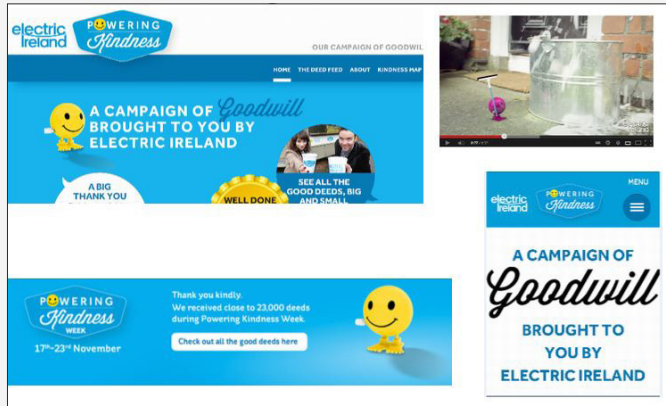 electric
Ireland
POWERING
Kindness
OUR CAMPAIGN OF GOODWIL
HOME THE DEED FEED ABOUT KINDNESS MAP
A CAMPAIGN OF Goodwill
BROUGHT TO YOU BY
ELECTRIC IRELAND
A BIG
THANK YOU
WELL DONE
SEE ALL THE
GOOD DEEDS, BIG
AND SMALL
MENU
electric
Ireland
POWERING
Kindness
A CAMPAIGN OF
Goodwill
BROUGHT TO
YOU BY
ELECTRIC IRELAND
POWERING
Kindness
WEEK
17th-23rd November
Thank you kindly.
We received close to 23,000 deeds
during Powering Kindness Week.
Check out all the good deeds here